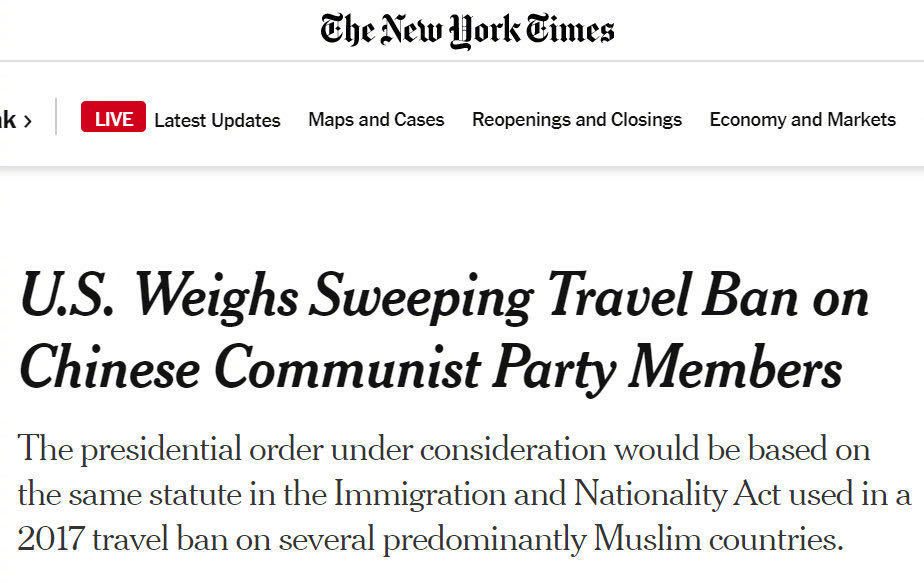 The New York Times
k >
LIVE Latest Updates Maps and Cases Reopenings and Closings Economy and Markets
U.S. Weighs Sweeping Travel Ban on
Chinese Communist Party Members
The presidential order under consideration would be based on
the same statute in the Immigration and Nationality Act used in a
2017 travel ban on several predominantly Muslim countries.